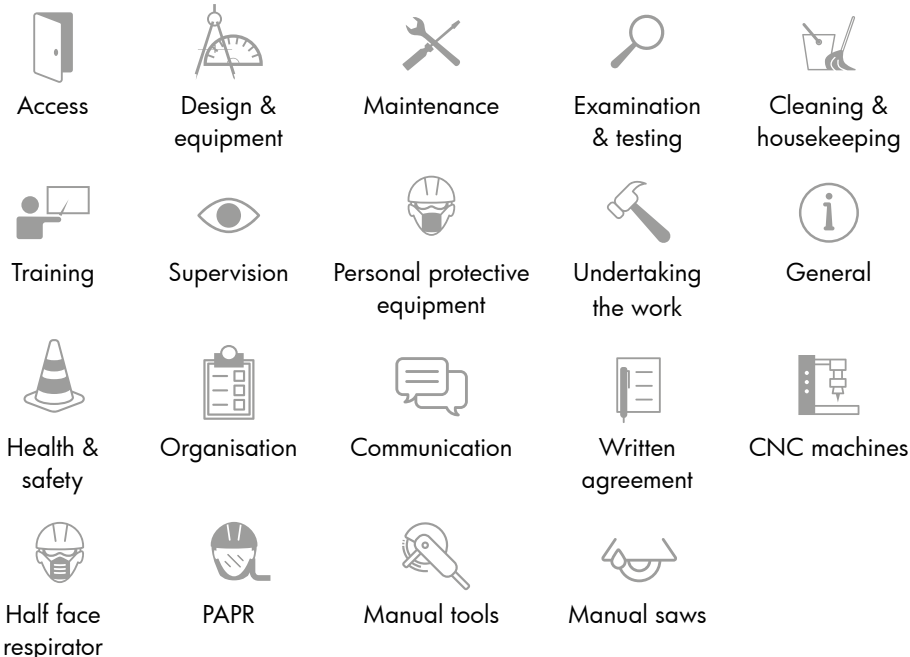 Access
Design &
equipment
Maintenance
Examination
& testing
Cleaning &
housekeeping
Training
Supervision
Personal protective
equipment
Undertaking
the work
General
Health &
safety
Organisation
Communication
Written
agreement
CNC machines
Half face
respirator
PAPR
Manual tools
Manual saws